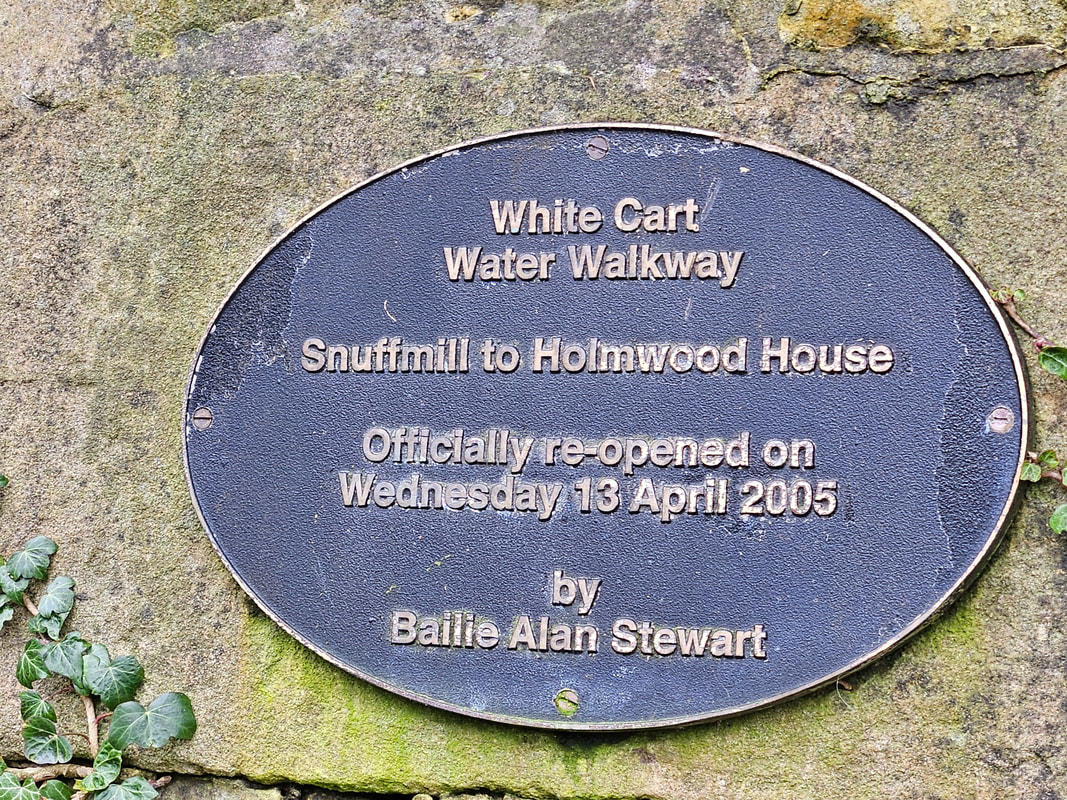 White Cart
Water Walkway
Snuffmill to Holmwood House
Officially re-opened on
Wednesday 13 April 2005
by
Bailie Alan Stewart